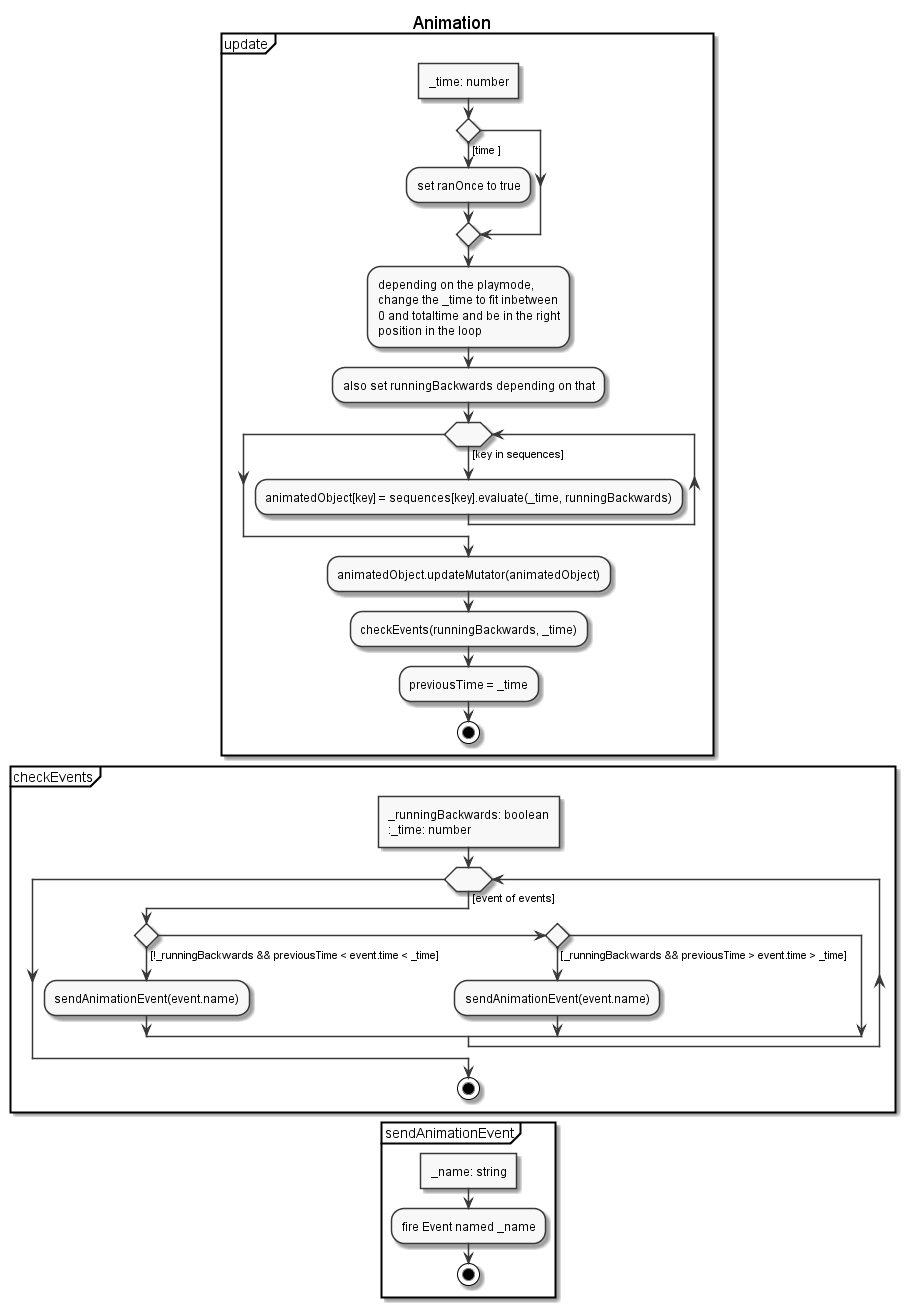 Animation
update
_time: number
[time ]
set ranOnce to true
depending on the playmode,
change the _time to fit inbetween
0 and totaltime and be in the right
position in the loop
also set runningBackwards depending on that
[key in sequences]
animatedObject[key] = sequences[key].evaluate(_time, runningBackwards)
animatedObject.updateMutator(animatedObject)
checkEvents(runningBackwards, _time)
previousTime = _time
checkEvents
_runningBackwards: boolean
:_time: number
[event of events]
[!_runningBackwards && previousTime < event.time < _time]
[_runningBackwards && previousTime > event.time > _time]
sendAnimationEvent(event.name)
sendAnimationEvent(event.name)
sendAnimationEvent
_name: string
fire Event named _name